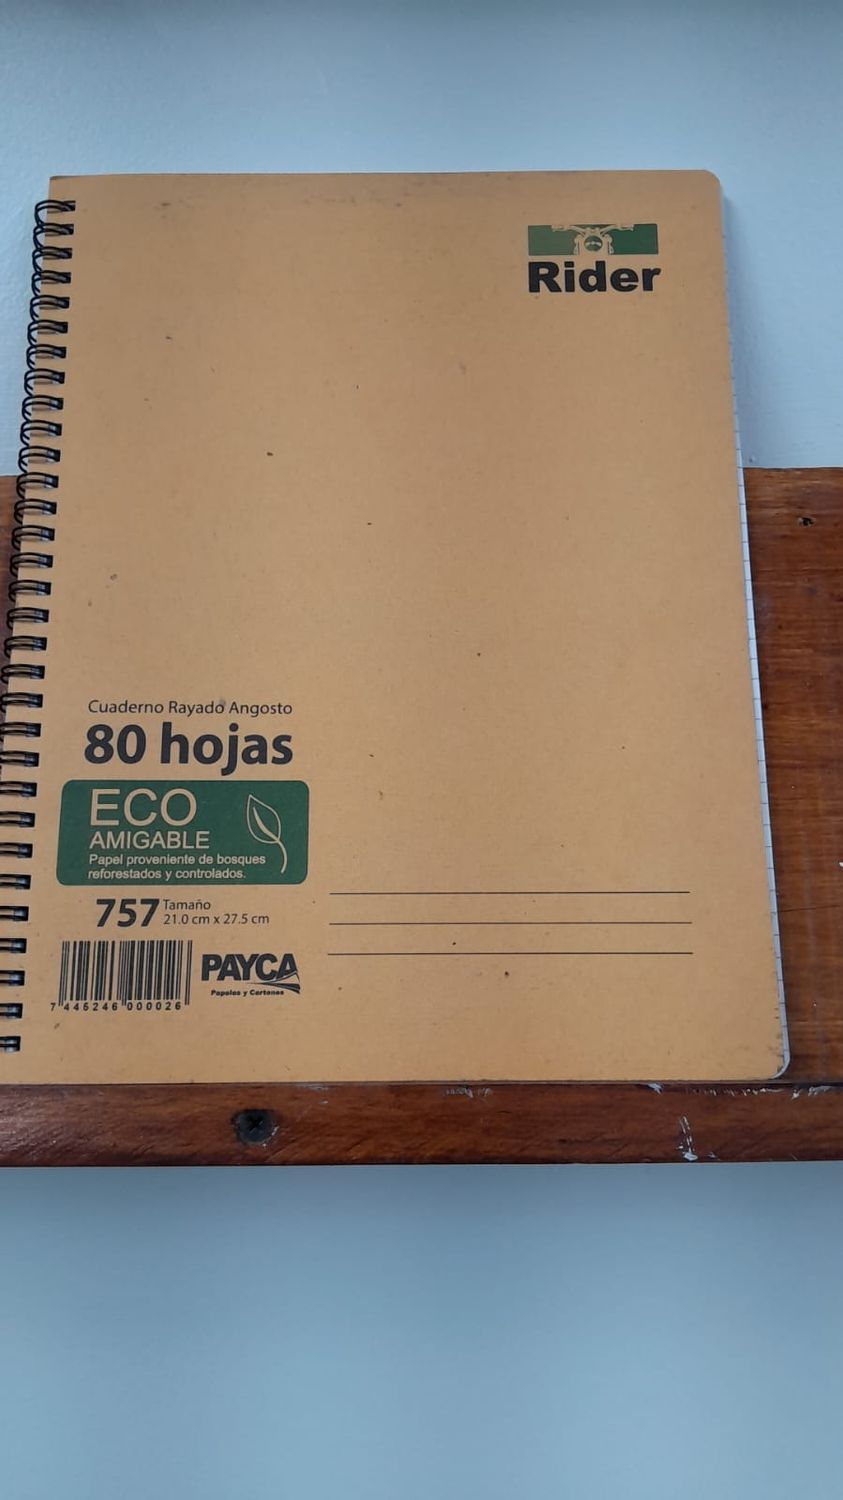 Rider
Cuaderno Rayado Angosto
80 hojas
ECO
AMIGABLE
Papel proveniente de bosques
reforestados y controlados.
757 Tamaño
21.0 cm x 27.5 cm
PAYCA
Papeles y Cartones
7 446246 000026